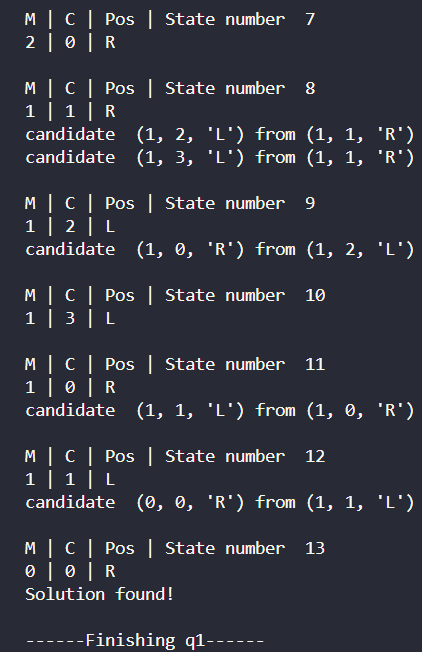 M | C | Pos | State number  7
2 | 0 | R
M | C | Pos | State number  8
1 | 1 | R
candidate  (1, 2, 'L') from (1, 1, 'R')
candidate  (1, 3, 'L') from (1, 1, 'R')
M | C | Pos | State number  9
1 | 2 | L
candidate  (1, 0, 'R') from (1, 2, 'L')
M | C | Pos | State number  10
1 | 3 | L
M | C | Pos | State number  11
1 | 0 | R
candidate  (1, 1, 'L') from (1, 0, 'R')
M | C | Pos | State number  12
1 | 1 | L
candidate  (0, 0, 'R') from (1, 1, 'L')
M | C | Pos | State number  13
0 | 0 | R
Solution found!
------Finishing q1------